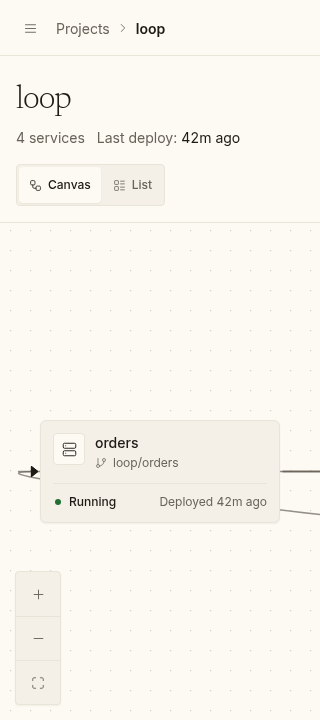 Projects loop
loop
4 services Last deploy: 42m ago
Canvas List
orders
loop/orders
Running Deployed 42m ago